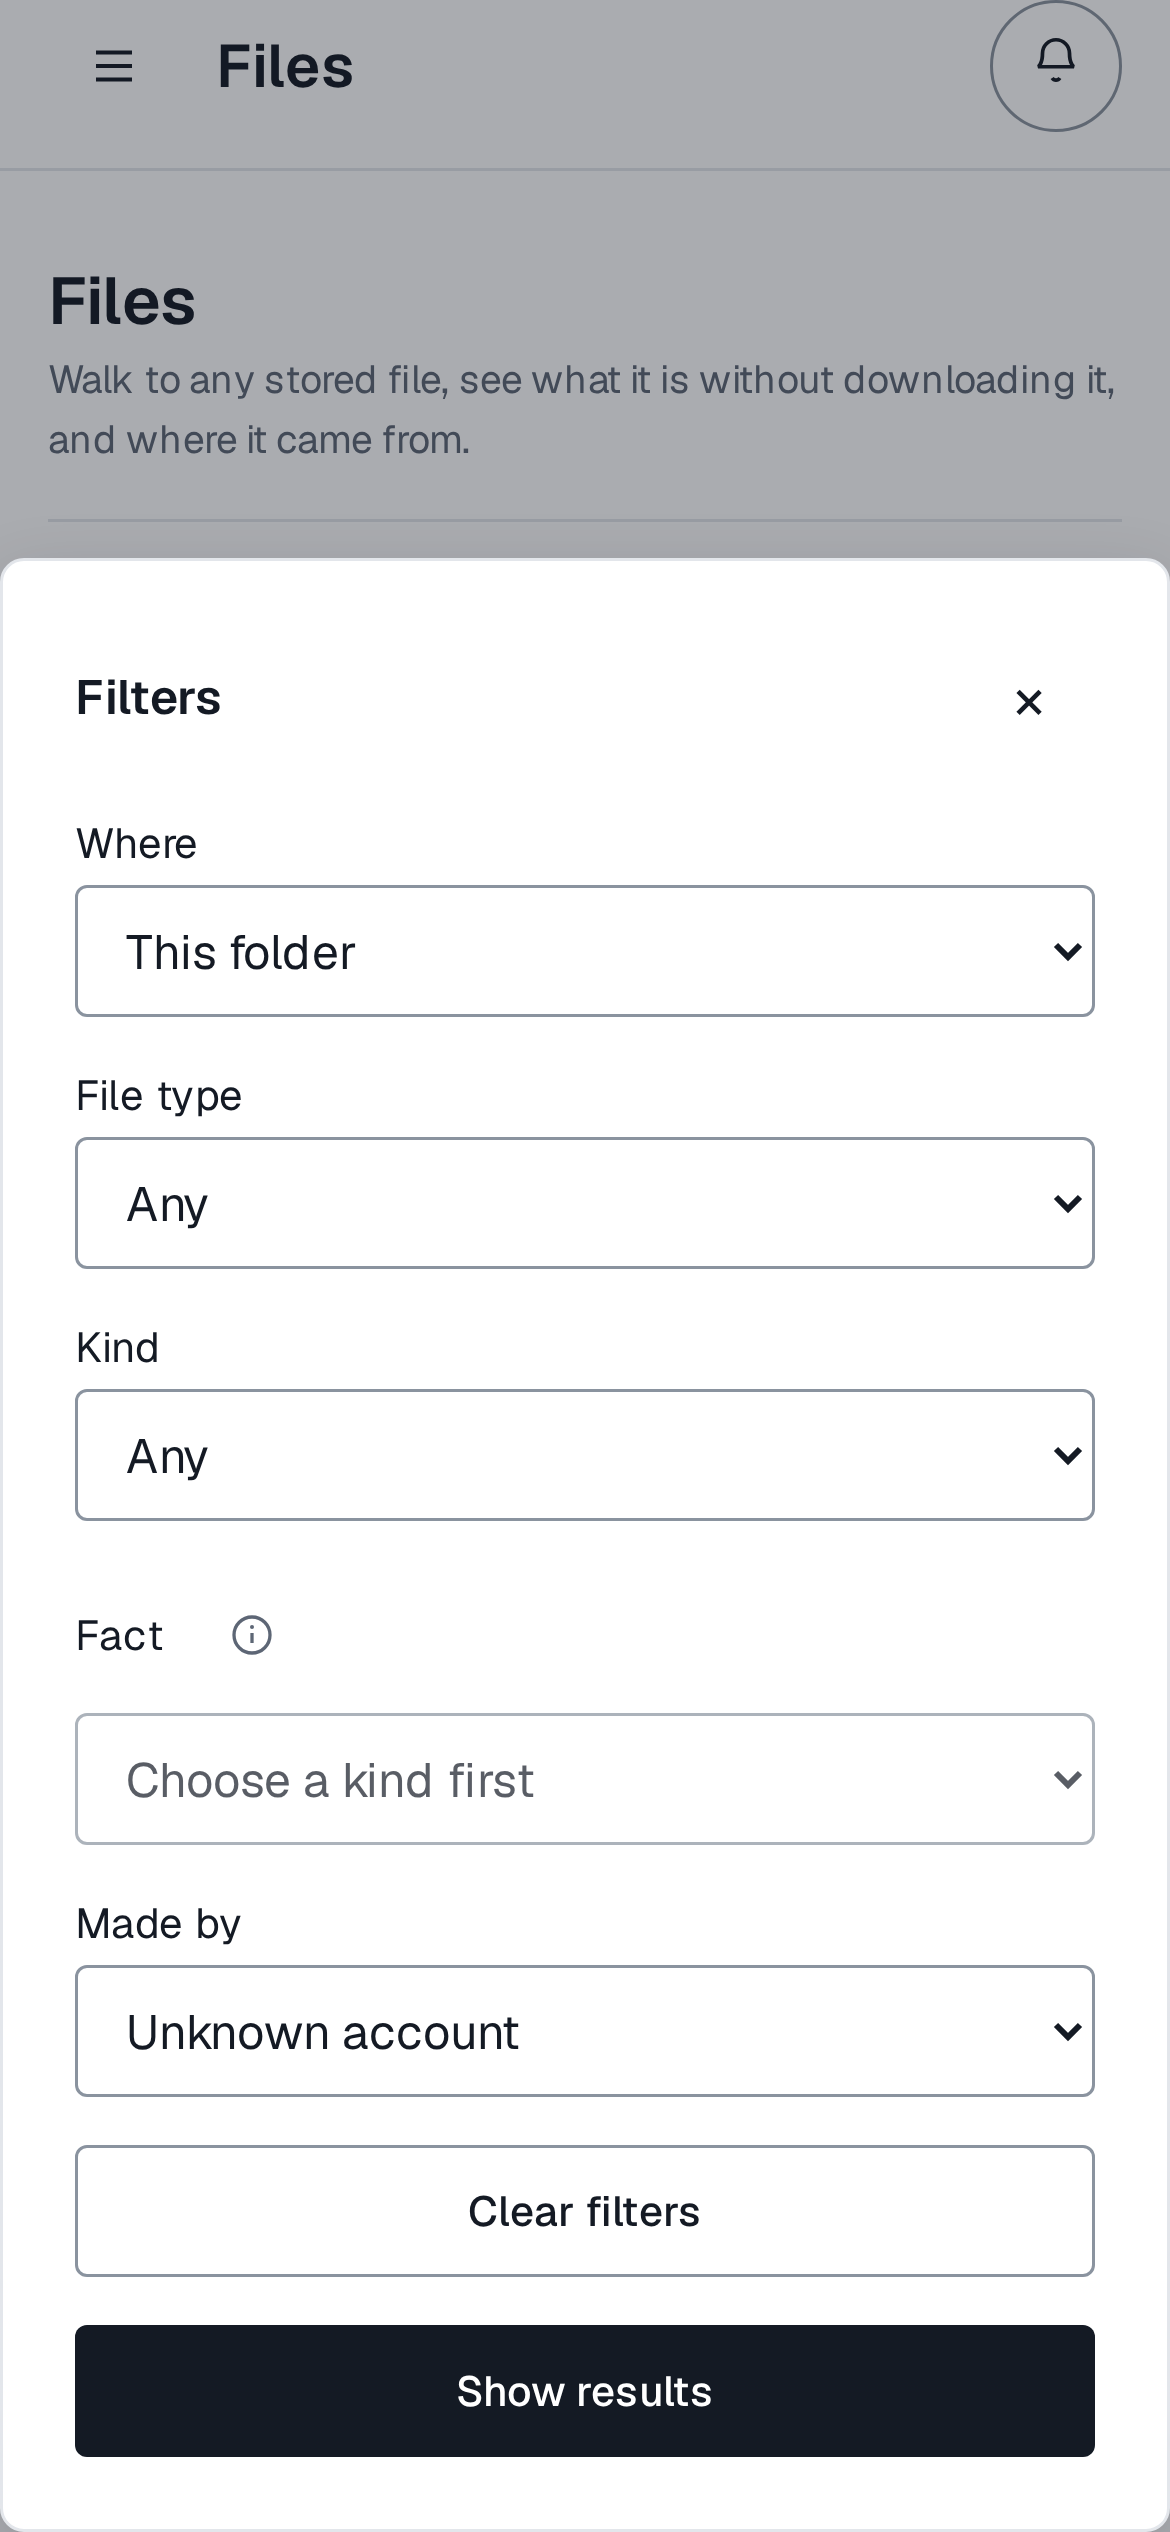 Files
Files
Walk to any stored file, see what it is without downloading it,
and where it came from.
Filters
Where
This folder
File type
Any
Kind
Any
Fact
Choose a kind first
Made by
Unknown account
Clear filters
Show results